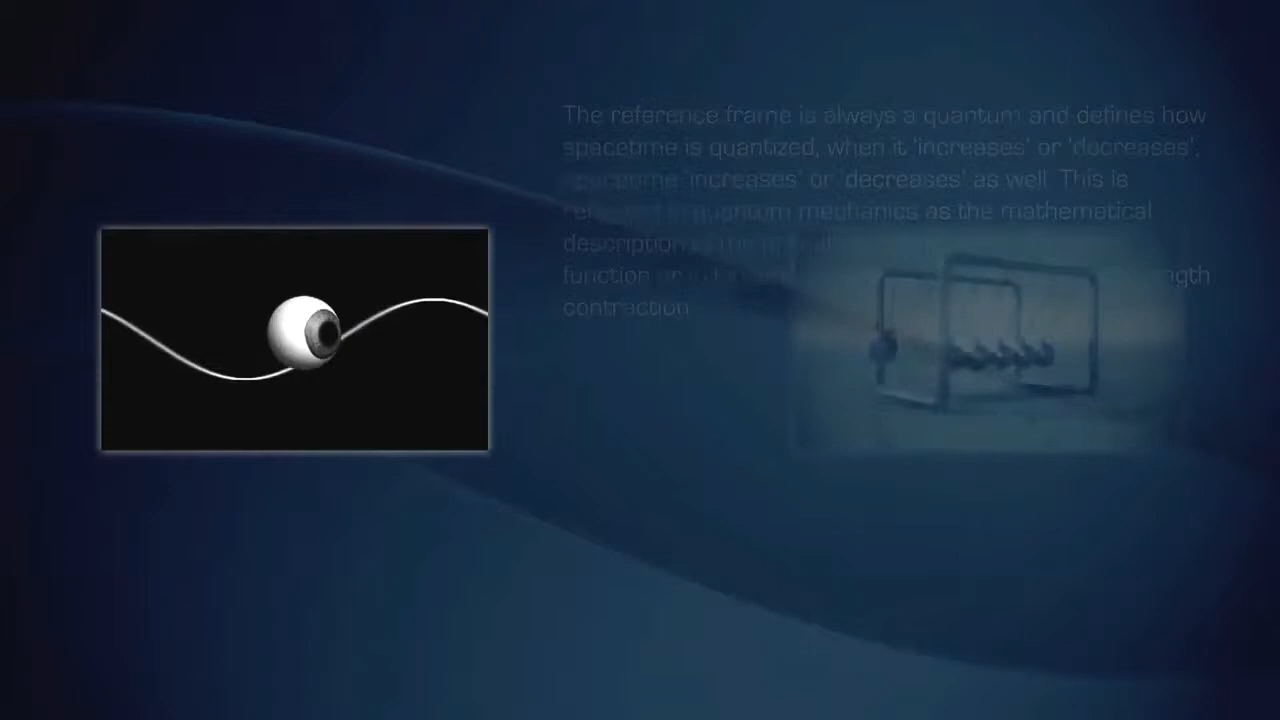 The reference frame is always a quantum and defines how
spacetime is quantized, when it 'increases' or 'decreases',
spacetime 'increases' or 'decreases' as well. This is
quantum mechanics as the mathematical
description
function
contraction